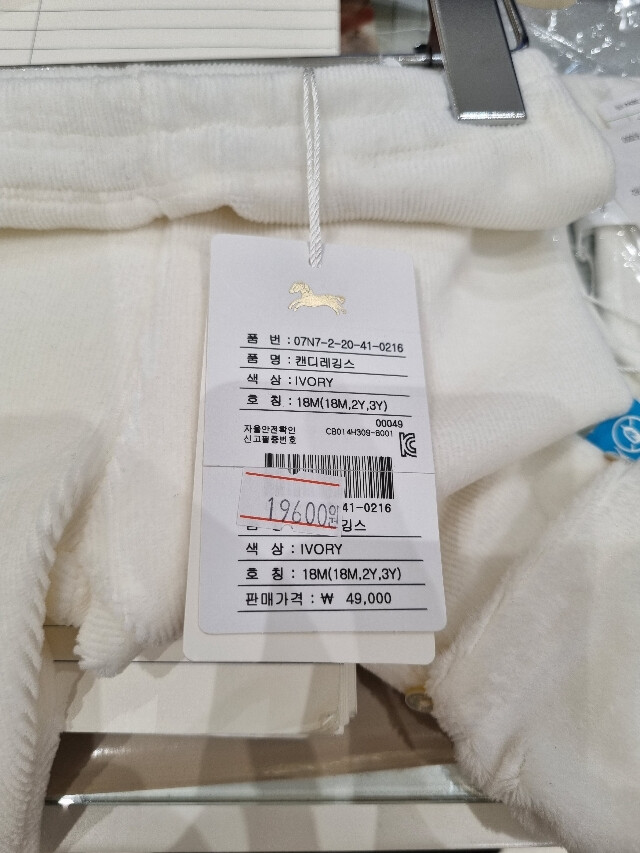 품 번 : 07N7-2-20-41-0216
품 명 : 캔디레깅스
색 상 : IVORY
호 칭 : 18M(18M,2Y,3Y)
00049
자율안전확인
신고필증번호 CB014H309-6001
19600원
41-0216
깅스
색 상 : IVORY
호 칭 : 18M(18M,2Y,3Y)
판매가격 : ₩ 49,000